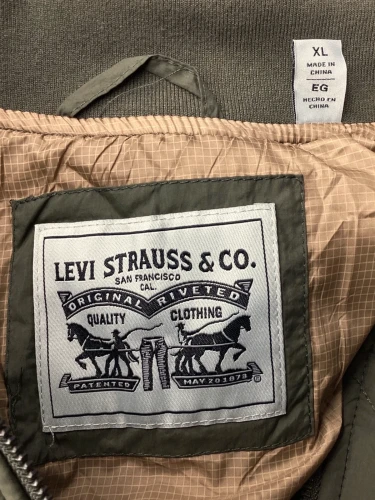 XL
MADE IN
CHINA
EG
HECHO EN
CHINA
LEVI STRAUSS & CO.
SAN FRANCISCO
CAL.
ORIGINAL RIVETED
QUALITY CLOTHING
PATENTED MAY 20 1873
®